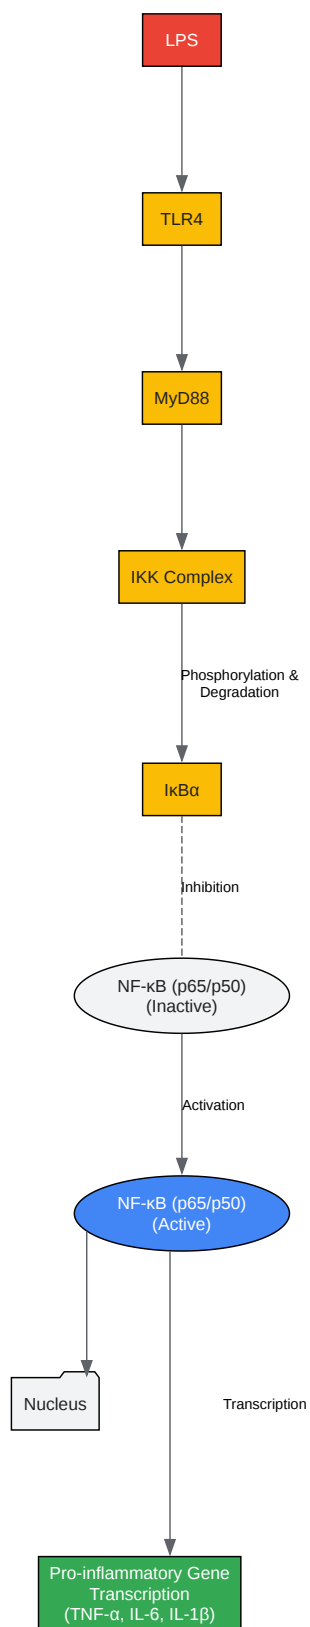 LPS
TLR4
MyD88
IKK Complex
Phosphorylation &
Degradation
IκBα
Inhibition
NF-κB (p65/p50)
(Inactive)
Activation
NF-κB (p65/p50)
(Active)
Nucleus
Transcription
Pro-inflammatory Gene
Transcription
(TNF-α, IL-6, IL-1β)